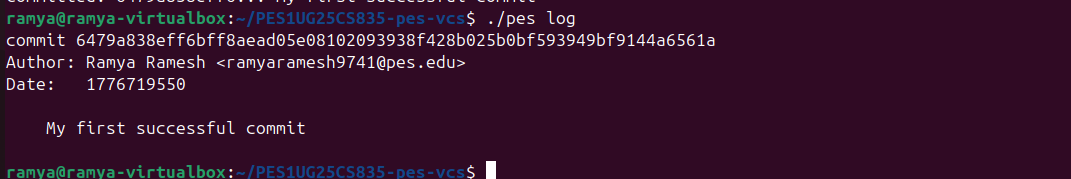 ramya@ramya-virtualbox:~/PES1UG25CS835-pes-vcs$ ./pes log
commit 6479a838eff6bff8aead05e08102093938f428b025b0bf593949bf9144a6561a
Author: Ramya Ramesh <ramyaramesh9741@pes.edu>
Date:   1776719550
    My first successful commit
ramya@ramya-virtualbox:~/PES1UG25CS835-pes-vcs$